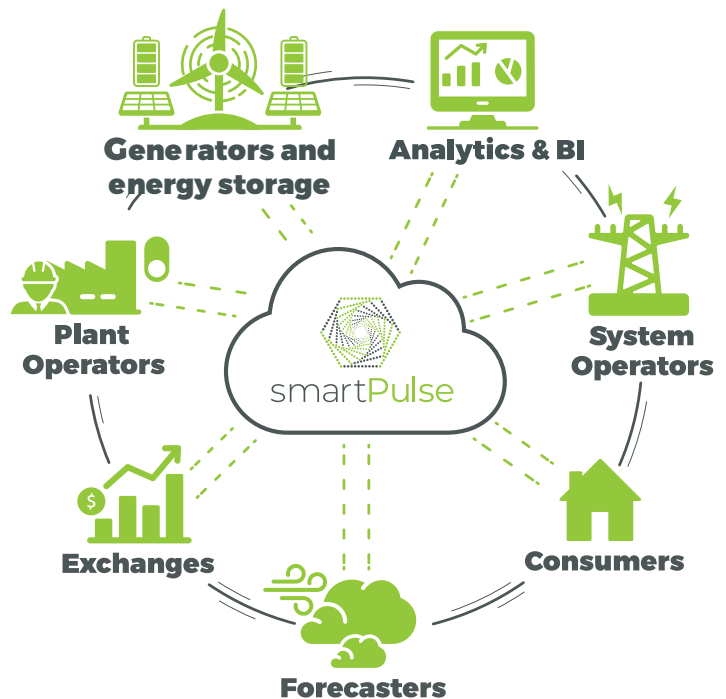 Generators and
energy storage
Analytics & BI
Plant
Operators
System
Operators
smartPulse
$
Exchanges
Consumers
Forecasters